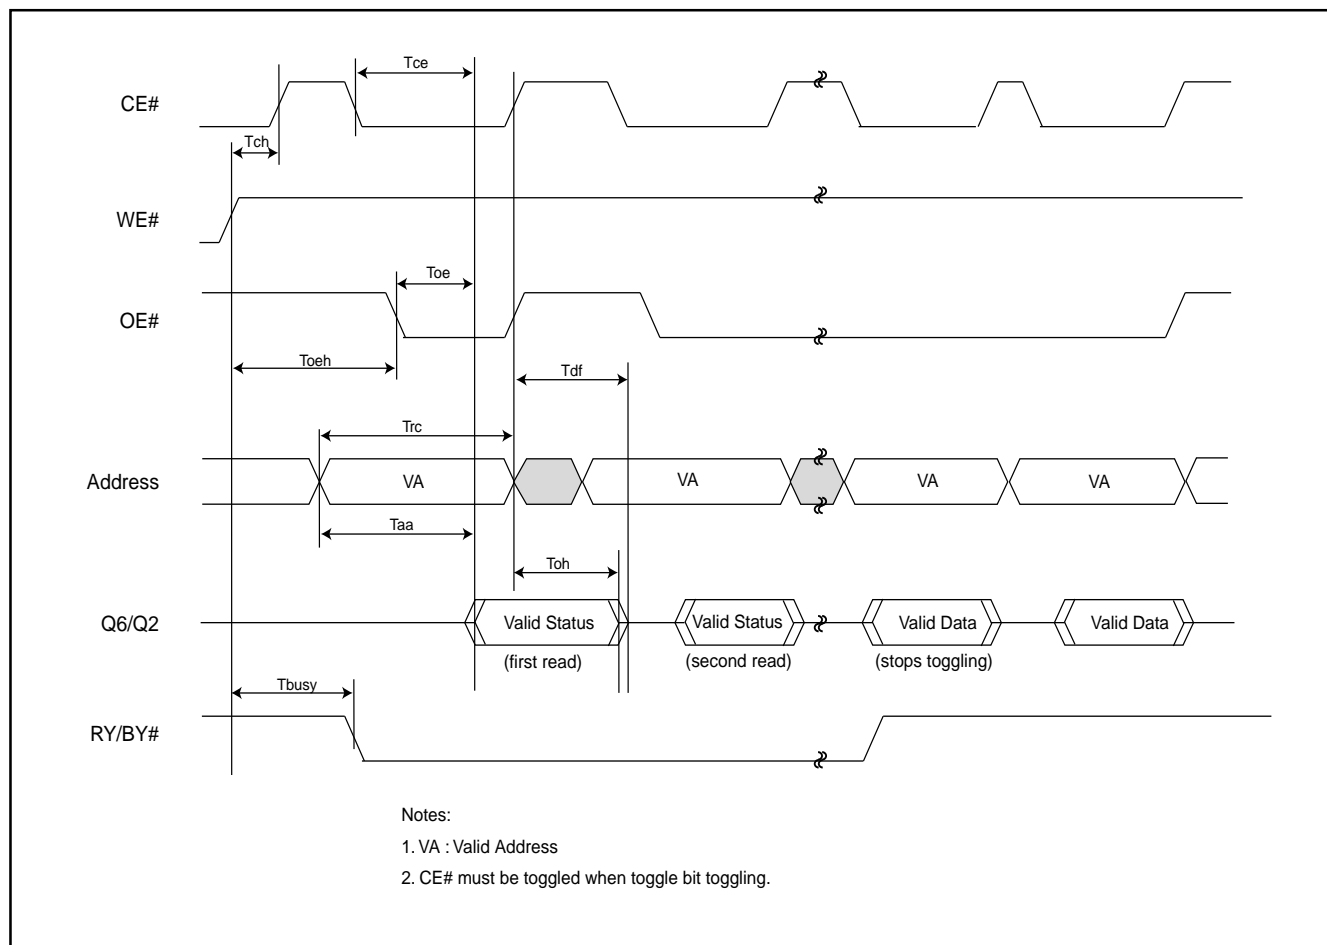 Tce
CE#
Tch
WE#
Toe
OE#
Toeh
Tdf
Trc
Address
VA
VA
VA
VA
Taa
Toh
Q6/Q2
Valid Status
Valid Status
Valid Data
Valid Data
(first read)
(second read)
(stops toggling)
Tbusy
RY/BY#
Notes:
1. VA : Valid Address
2. CE# must be toggled when toggle bit toggling.